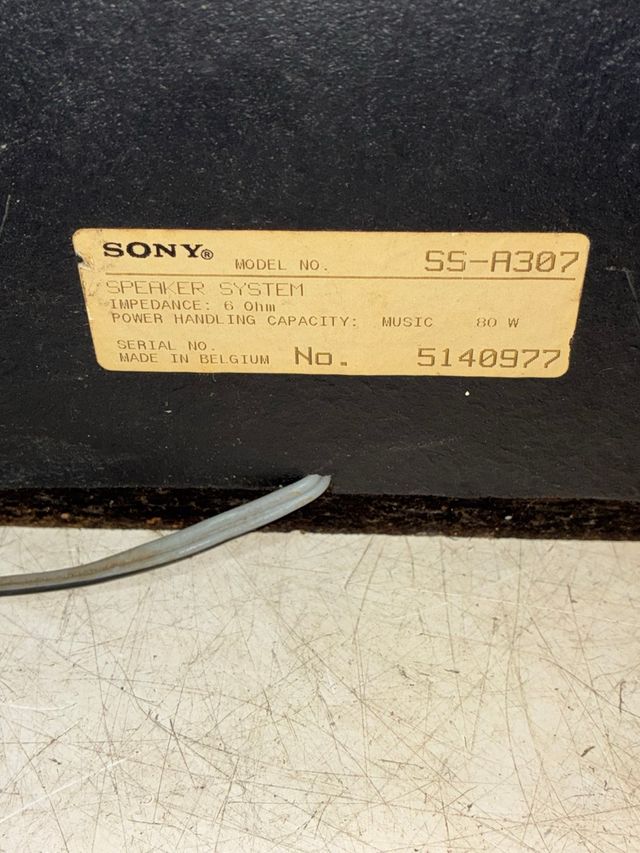 SONY® MODEL NO. SS-A307
SPEAKER SYSTEM
IMPEDANCE: 6 Ohm
POWER HANDLING CAPACITY: MUSIC 80 W
SERIAL NO.
MADE IN BELGIUM No. 5140977